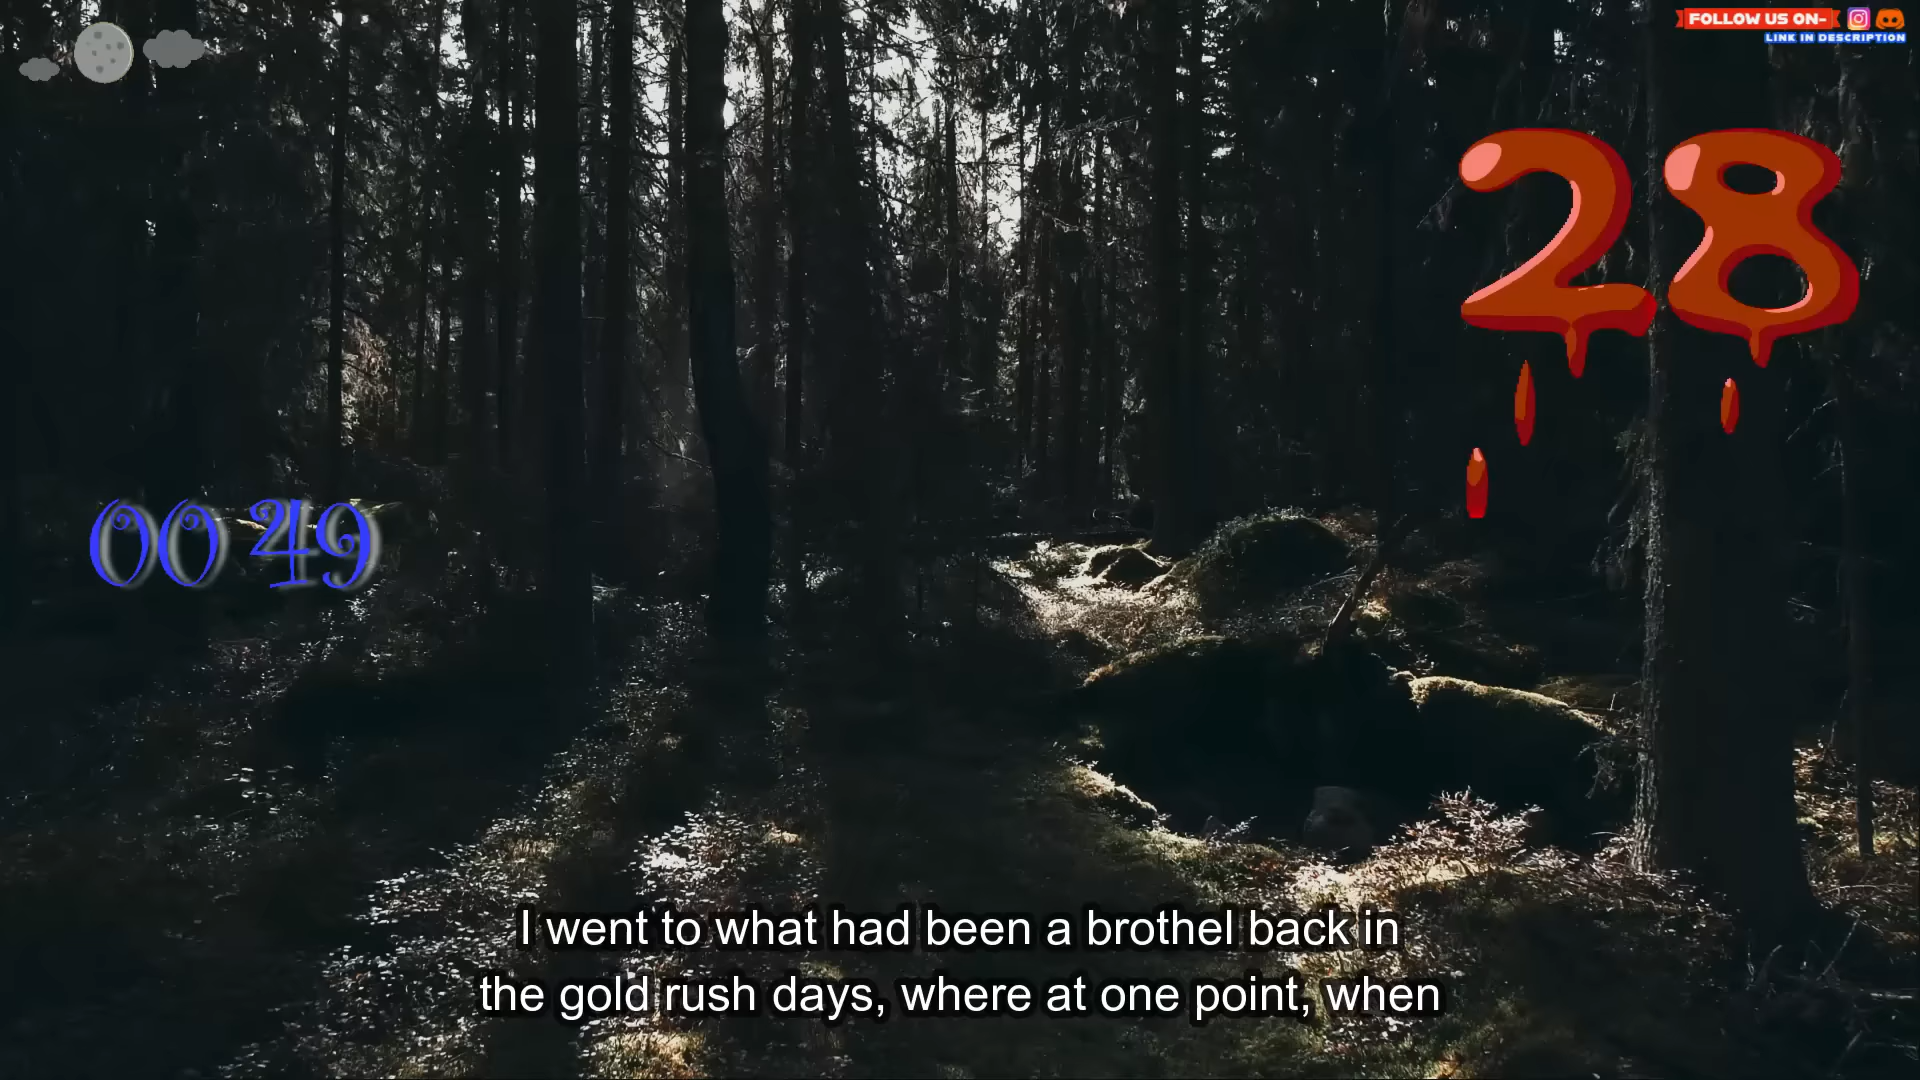 FOLLOW US ON-
LINK IN DESCRIPTION
28
00 49
I went to what had been a brothel back in
the gold rush days, where at one point, when